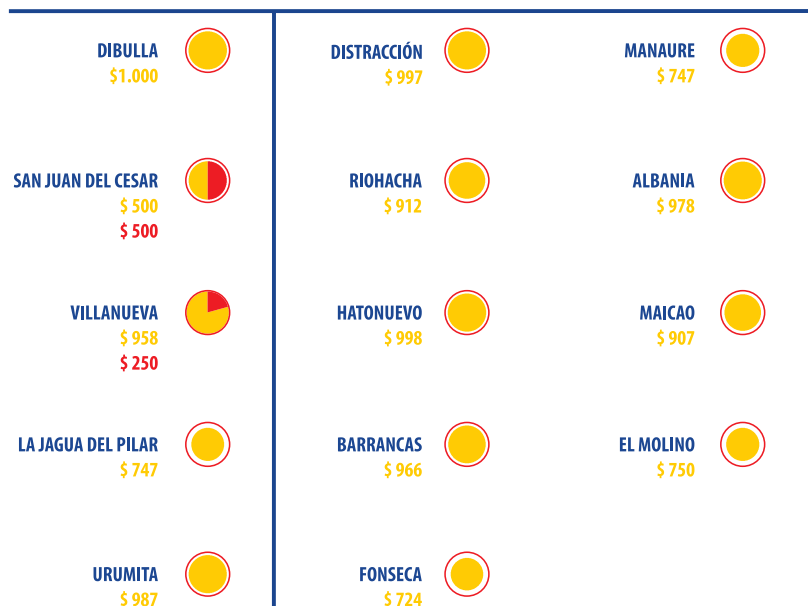 DIBULLA
$1.000
SAN JUAN DEL CESAR
$ 500
$ 500
VILLANUEVA
$ 958
$ 250
LA JAGUA DEL PILAR
$ 747
URUMITA
$ 987
DISTRACCIÓN
$ 997
RIOHACHA
$ 912
HATONUEVO
$ 998
BARRANCAS
$ 966
FONSECA
$ 724
MANAURE
$ 747
ALBANIA
$ 978
MAICAO
$ 907
EL MOLINO
$ 750